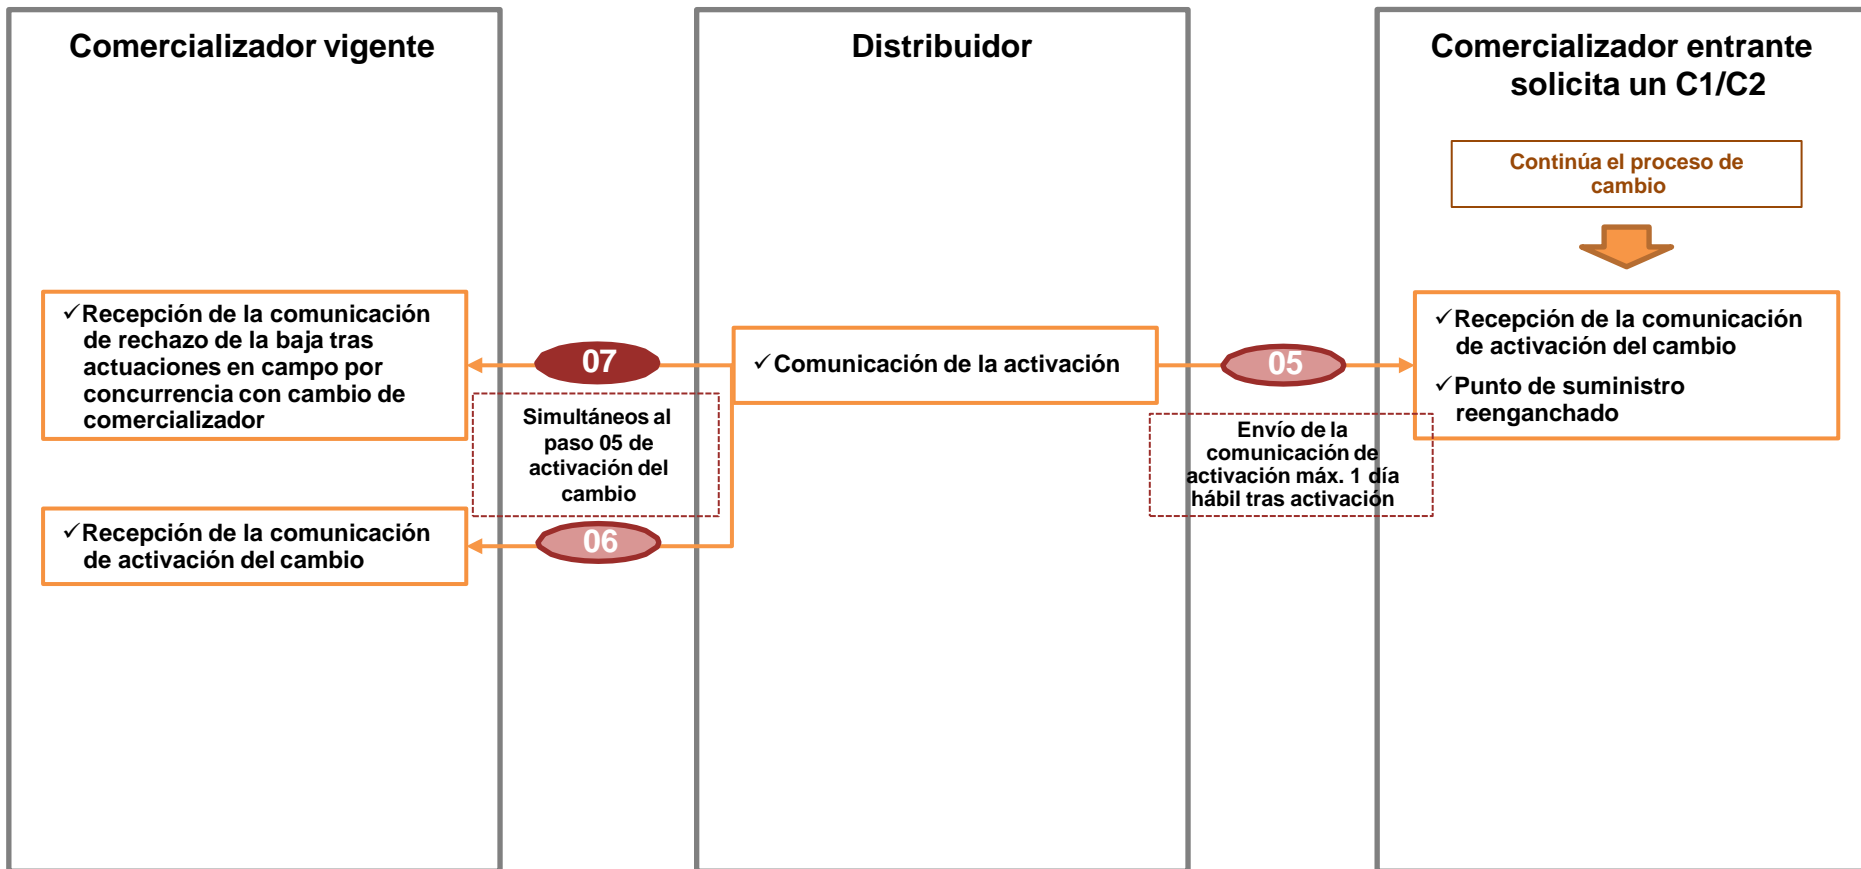 Comercializador vigente
✓Recepción de la comunicación
de rechazo de la baja tras
actuaciones en campo por
concurrencia con cambio de
comercializador
✓Recepción de la comunicación
de activación del cambio
07
Simultáneos al
paso 05 de
activación del
cambio
06
Distribuidor
✓Comunicación de la activación
05
Envío de la
comunicación de
activación máx. 1 día
hábil tras activación
Comercializador entrante
solicita un C1/C2
Continúa el proceso de
cambio
✓Recepción de la comunicación
de activación del cambio
✓Punto de suministro
reenganchado